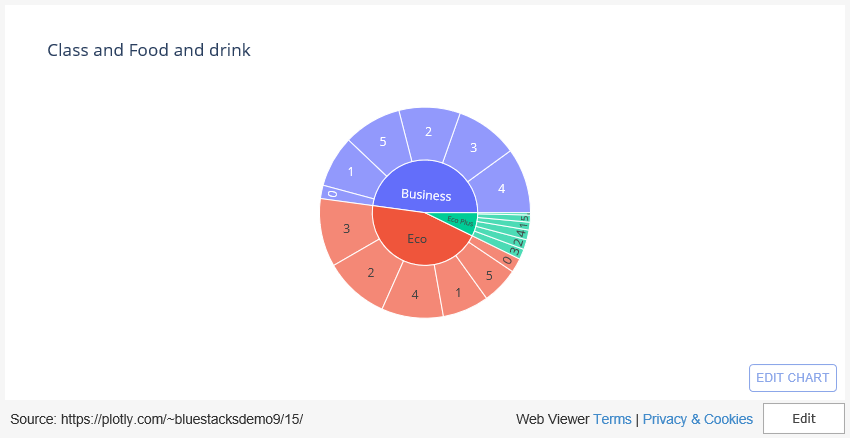 Class and Food and drink
2
5
3
1
4
0
Business
Eco Plus
5
1
4
2
3
0
Eco
3
2
4
1
5
EDIT CHART
Source: https://plotly.com/~bluestacksdemo9/15/
Web Viewer Terms | Privacy & Cookies
Edit